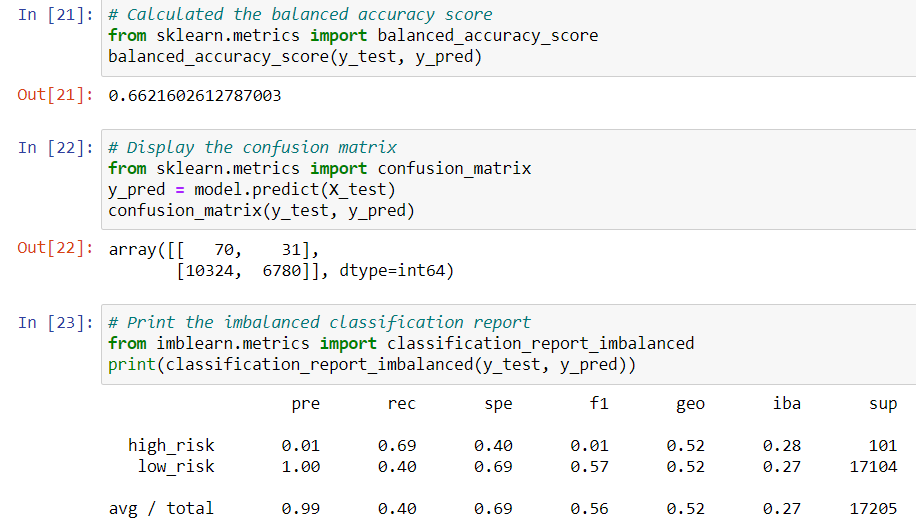 In [21]: # Calculated the balanced accuracy score
from sklearn.metrics import balanced_accuracy_score
balanced_accuracy_score(y_test, y_pred)
Out[21]: 0.6621602612787003
In [22]: # Display the confusion matrix
from sklearn.metrics import confusion_matrix
y_pred = model.predict(X_test)
confusion_matrix(y_test, y_pred)
Out[22]: array([[   70,    31],
       [10324,  6780]], dtype=int64)
In [23]: # Print the imbalanced classification report
from imblearn.metrics import classification_report_imbalanced
print(classification_report_imbalanced(y_test, y_pred))
pre rec spe f1 geo iba sup
high_risk 0.01 0.69 0.40 0.01 0.52 0.28 101
low_risk 1.00 0.40 0.69 0.57 0.52 0.27 17104
avg / total 0.99 0.40 0.69 0.56 0.52 0.27 17205